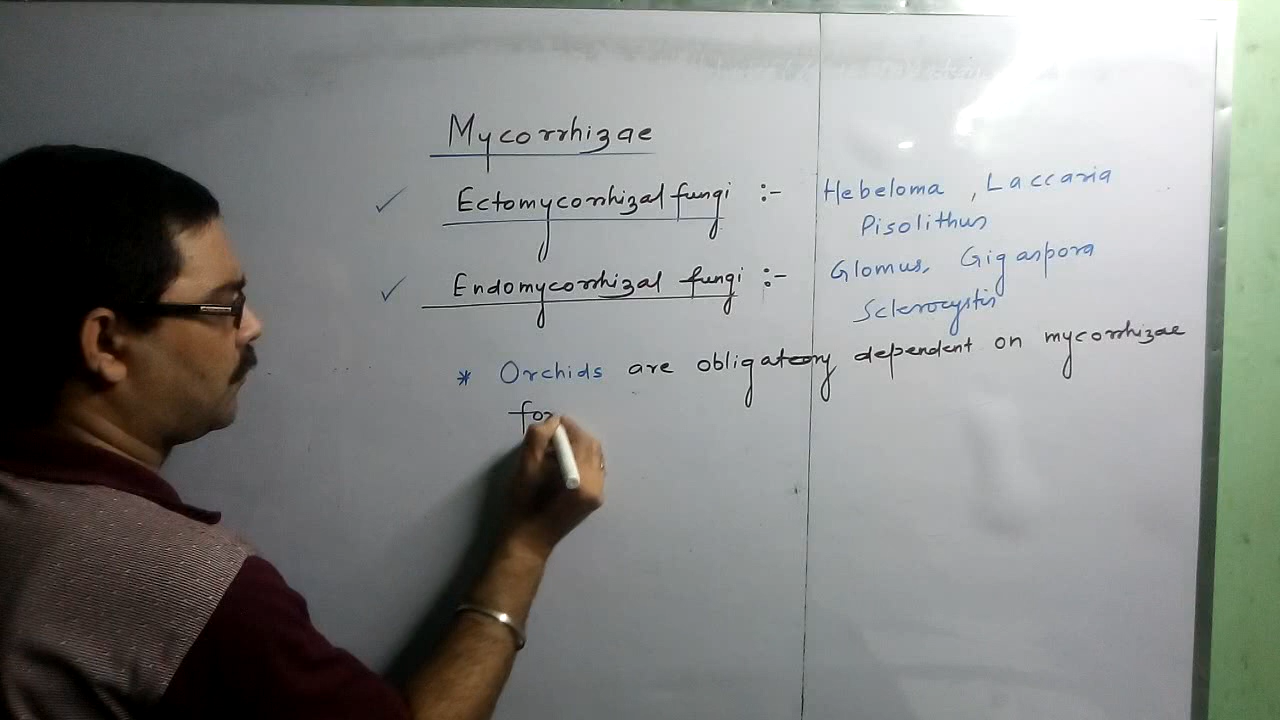 Mycorrhizae
Ectomycorrhizal fungi :- Hebeloma , Laccaria
Pisolithus
Endomycorrhizal fungi :- Glomus, Gigaspora
Sclerocystis
* Orchids are obligatory dependent on mycorrhizae
for